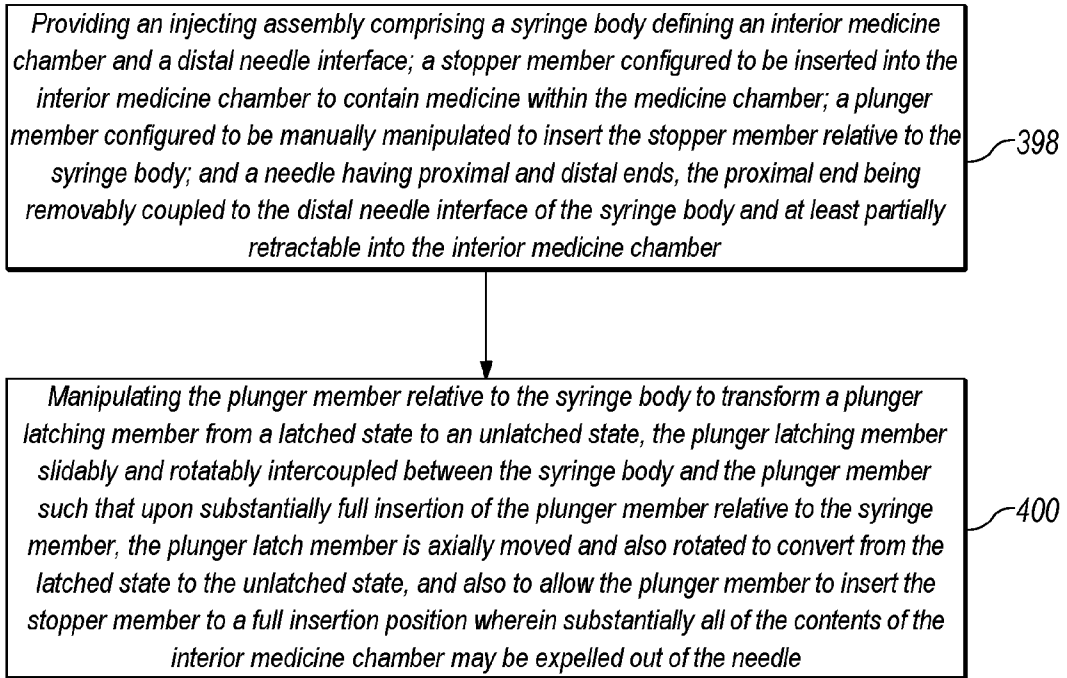 Providing an injecting assembly comprising a syringe body defining an interior medicine
chamber and a distal needle interface; a stopper member configured to be inserted into the
interior medicine chamber to contain medicine within the medicine chamber; a plunger
member configured to be manually manipulated to insert the stopper member relative to the
syringe body; and a needle having proximal and distal ends, the proximal end being
removably coupled to the distal needle interface of the syringe body and at least partially
retractable into the interior medicine chamber
398
Manipulating the plunger member relative to the syringe body to transform a plunger
latching member from a latched state to an unlatched state, the plunger latching member
slidably and rotatably intercoupled between the syringe body and the plunger member
such that upon substantially full insertion of the plunger member relative to the syringe
member, the plunger latch member is axially moved and also rotated to convert from the
latched state to the unlatched state, and also to allow the plunger member to insert the
stopper member to a full insertion position wherein substantially all of the contents of the
interior medicine chamber may be expelled out of the needle
400